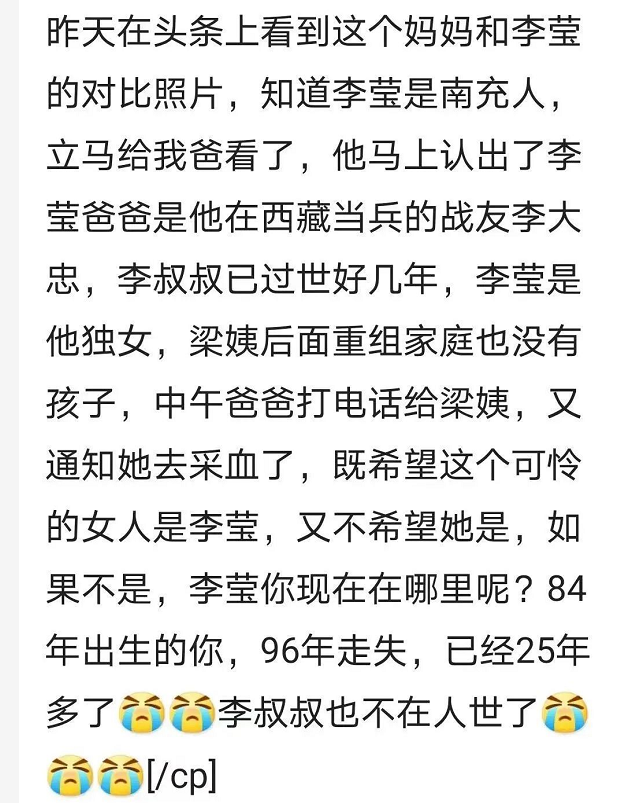 昨天在头条上看到这个妈妈和李莹
的对比照片，知道李莹是南充人，
立马给我爸看了，他马上认出了李
莹爸爸是他在西藏当兵的战友李大
忠，李叔叔已过世好几年，李莹是
他独女，梁姨后面重组家庭也没有
孩子，中午爸爸打电话给梁姨，又
通知她去采血了，既希望这个可怜
的女人是李莹，又不希望她是，如
果不是，李莹你现在在哪里呢？84
年出生的你，96年走失，已经25年
多了😭😭李叔叔也不在人世了😭
😭😭[/cp]